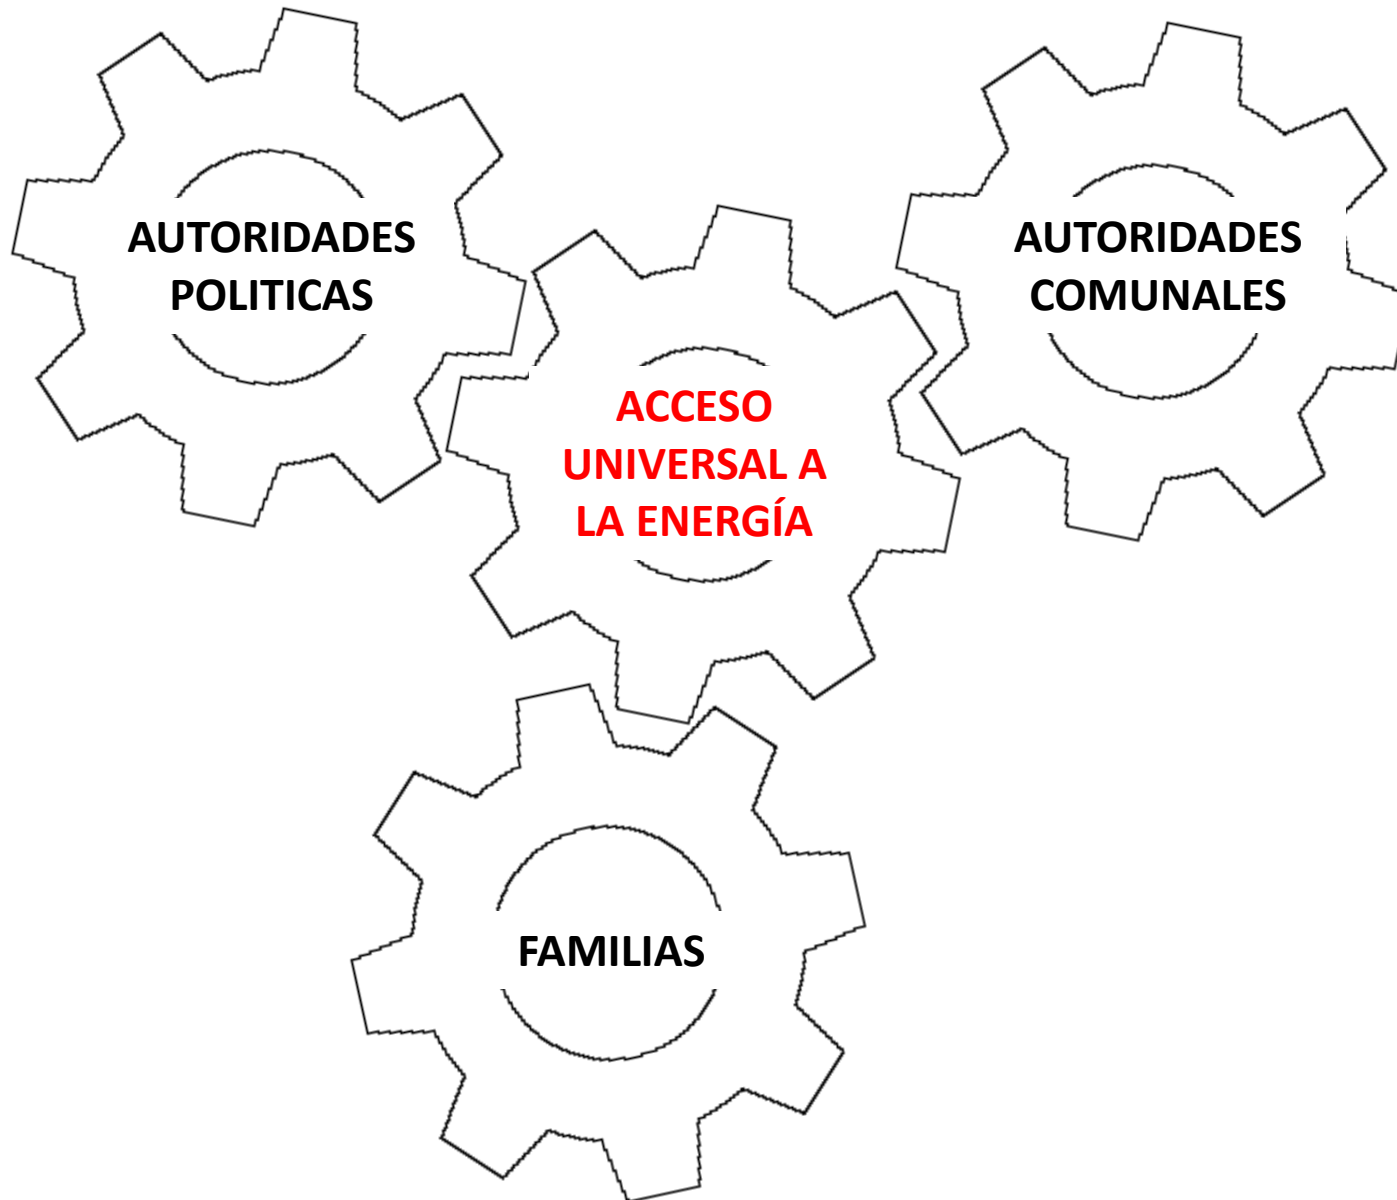 AUTORIDADES
POLITICAS
AUTORIDADES
COMUNALES
ACCESO
UNIVERSAL A
LA ENERGÍA
FAMILIAS